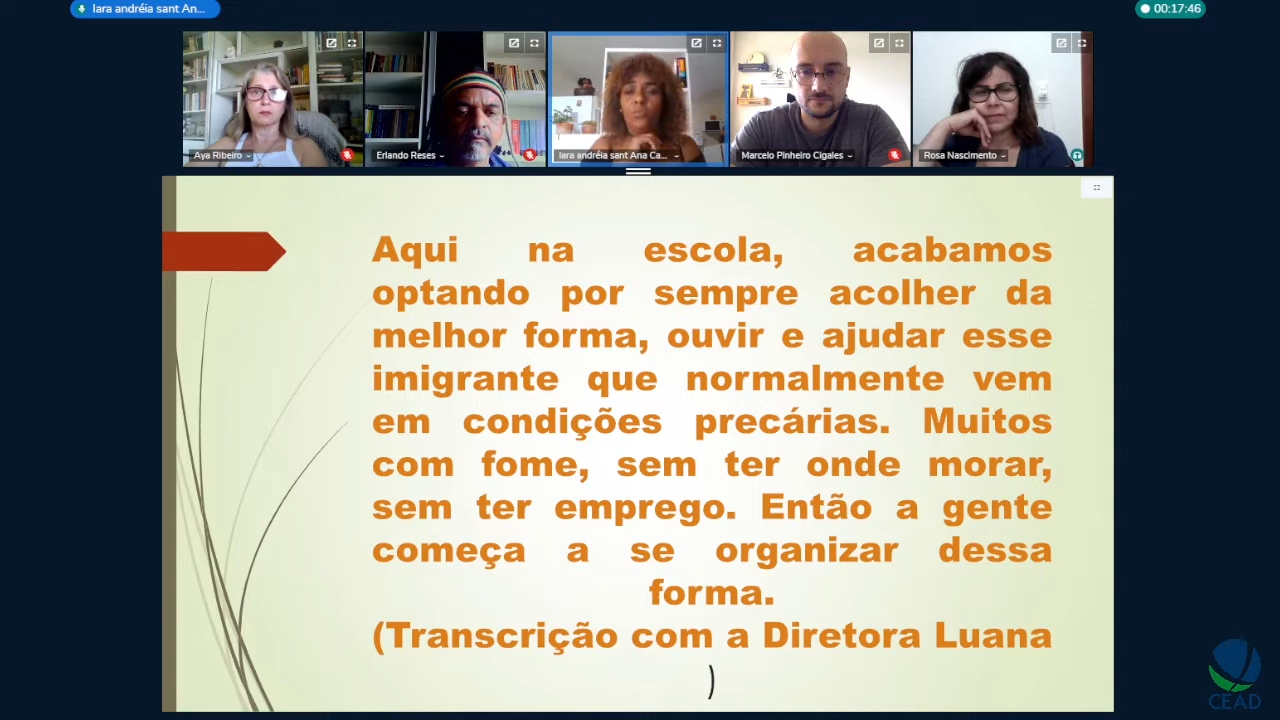 Iara andréia sant An...
00:17:46
Aya Ribeiro
Erlando Reses
Iara andréia sant Ana Ca...
Marcelo Pinheiro Cigales
Rosa Nascimento
Aqui na escola, acabamos
optando por sempre acolher da
melhor forma, ouvir e ajudar esse
imigrante que normalmente vem
em condições precárias. Muitos
com fome, sem ter onde morar,
sem ter emprego. Então a gente
começa a se organizar dessa
forma.
(Transcrição com a Diretora Luana
)
CEAD